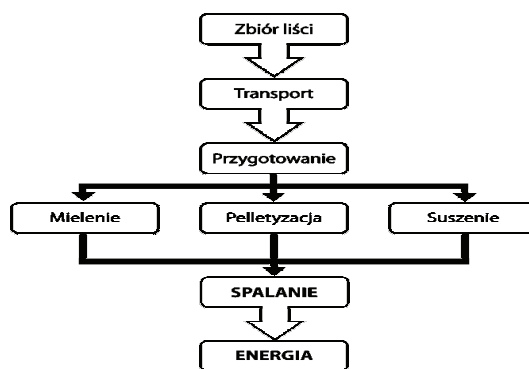 Zbiór liści
Transport
Przygotowanie
Mielenie
Pelletyzacja
Suszenie
SPALANIE
ENERGIA